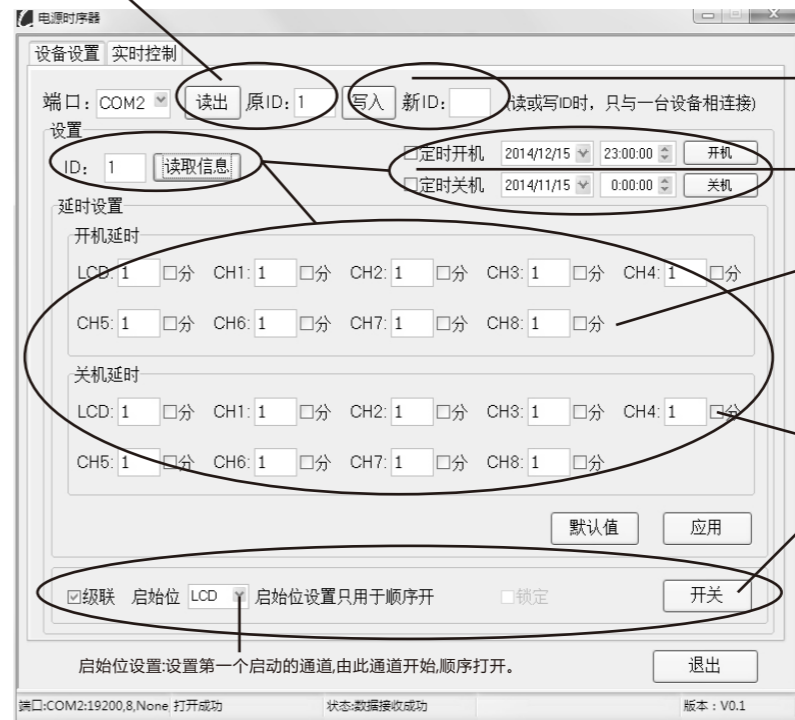 电源时序器
设备设置 实时控制
端口：COM2 读出 原ID：1 写入 新ID： (读或写ID时，只与一台设备相连接)
设置
ID： 1 读取信息
□定时开机 2014/12/15 23:00:00 开机
□定时关机 2014/11/15 0:00:00 关机
延时设置
开机延时
LCD: 1 □分 CH1: 1 □分 CH2: 1 □分 CH3: 1 □分 CH4: 1 □分
CH5: 1 □分 CH6: 1 □分 CH7: 1 □分 CH8: 1 □分
关机延时
LCD: 1 □分 CH1: 1 □分 CH2: 1 □分 CH3: 1 □分 CH4: 1 □分
CH5: 1 □分 CH6: 1 □分 CH7: 1 □分 CH8: 1 □分
默认值 应用
☑级联 启始位 LCD 启始位设置只用于顺序开 □锁定 开关
启始位设置:设置第一个启动的通道,由此通道开始,顺序打开。 退出
端口:COM2:19200,8,None 打开成功 状态:数据接收成功 版本：V0.1